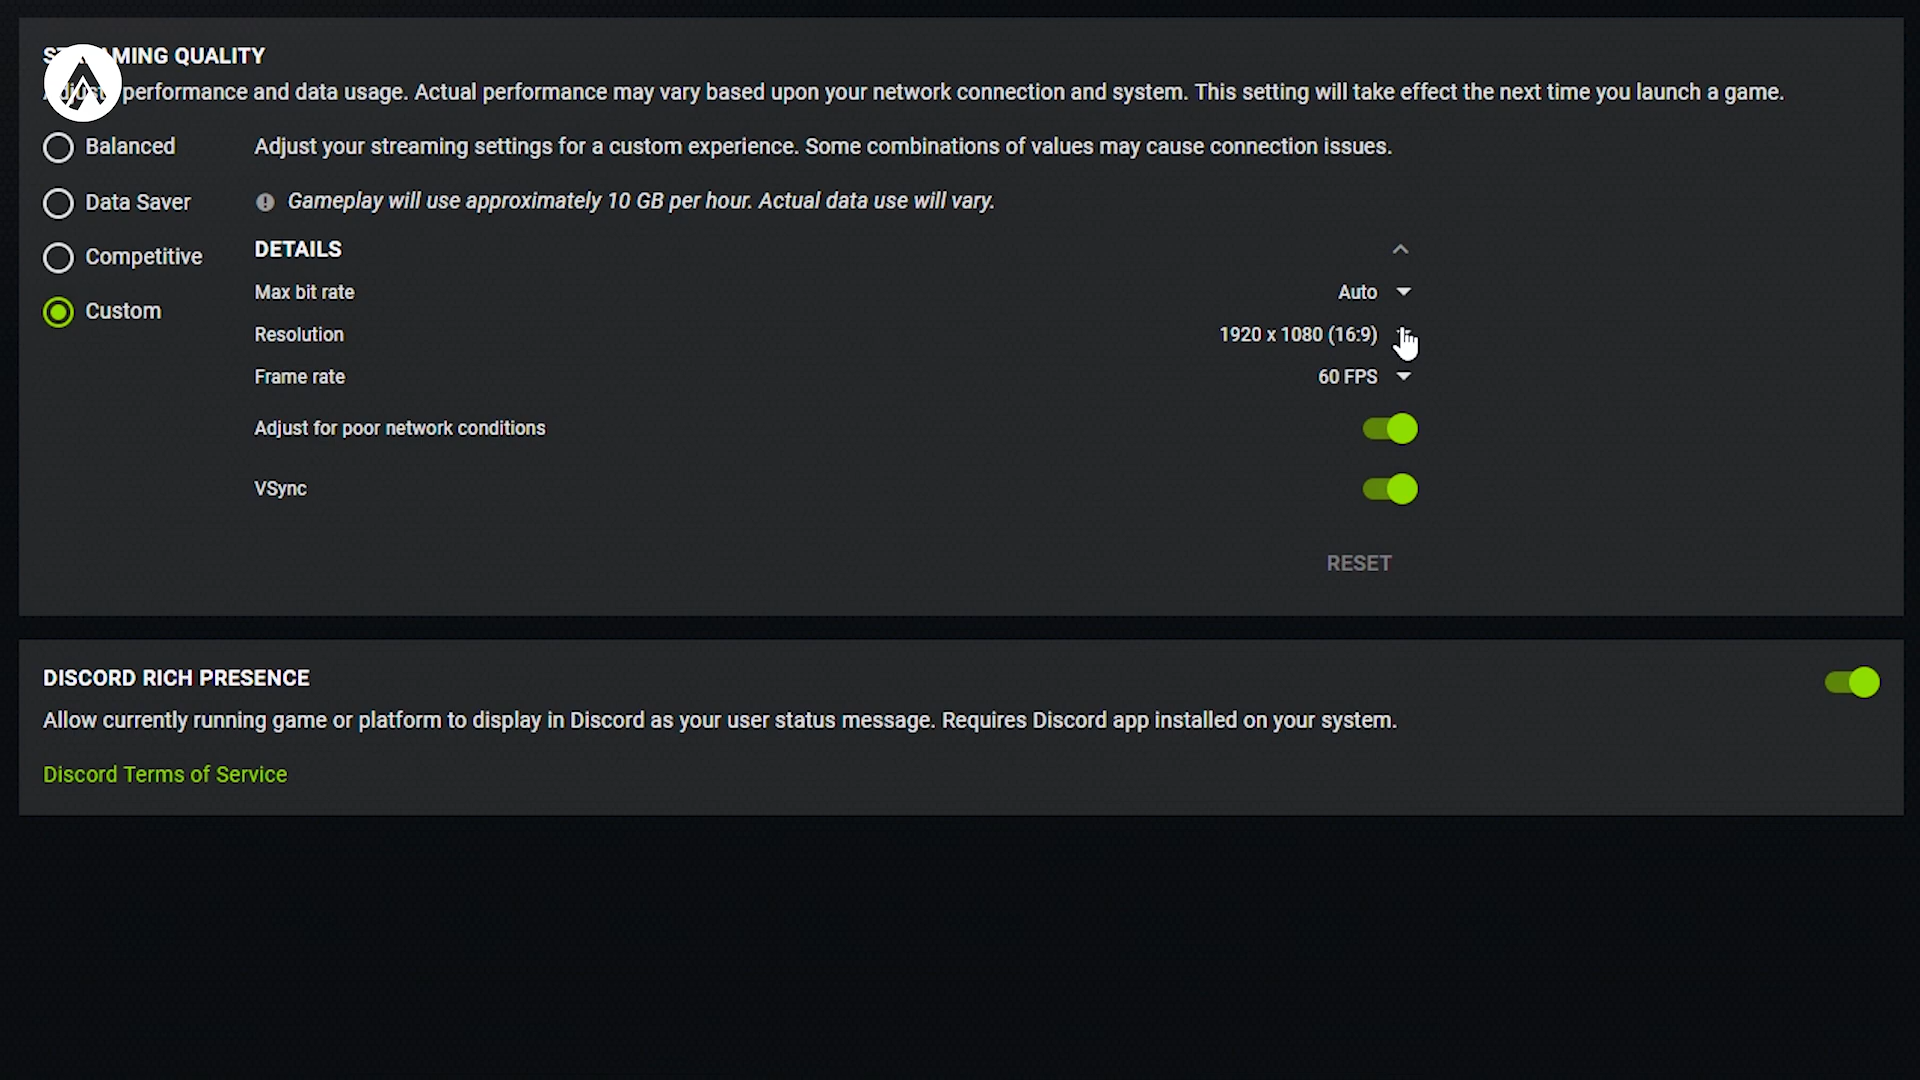 STREAMING QUALITY
Adjusts performance and data usage. Actual performance may vary based upon your network connection and system. This setting will take effect the next time you launch a game.
Balanced
Adjust your streaming settings for a custom experience. Some combinations of values may cause connection issues.
Data Saver
Gameplay will use approximately 10 GB per hour. Actual data use will vary.
Competitive
DETAILS
Max bit rate Auto
Custom
Resolution 1920 x 1080 (16:9)
Frame rate 60 FPS
Adjust for poor network conditions
VSync
RESET
DISCORD RICH PRESENCE
Allow currently running game or platform to display in Discord as your user status message. Requires Discord app installed on your system.
Discord Terms of Service